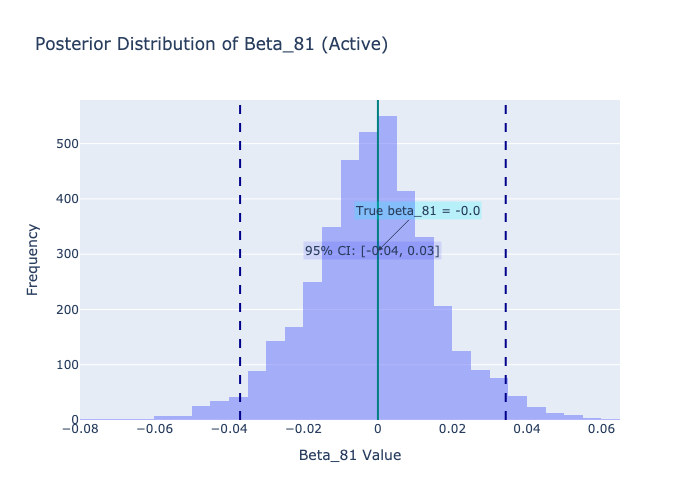 Posterior Distribution of Beta_81 (Active)
500
400
300
200
100
0
Frequency
True beta_81 = -0.0
95% CI: [-0.04, 0.03]
−0.08 −0.06 −0.04 −0.02 0 0.02 0.04 0.06
Beta_81 Value